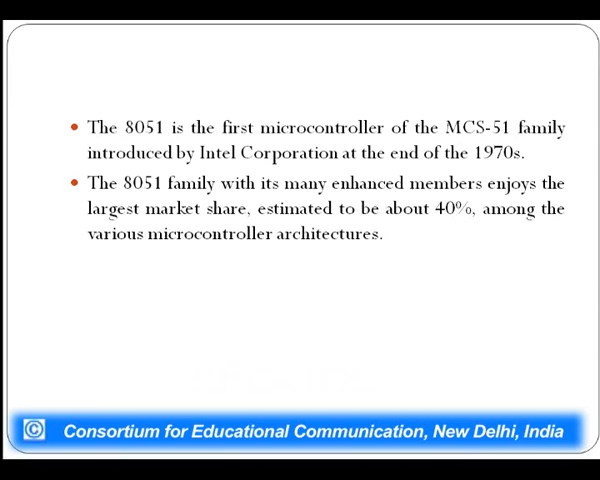 The 8051 is the first microcontroller of the MCS-51 family
introduced by Intel Corporation at the end of the 1970s.
The 8051 family with its many enhanced members enjoys the
largest market share, estimated to be about 40%, among the
various microcontroller architectures.
© Consortium for Educational Communication, New Delhi, India